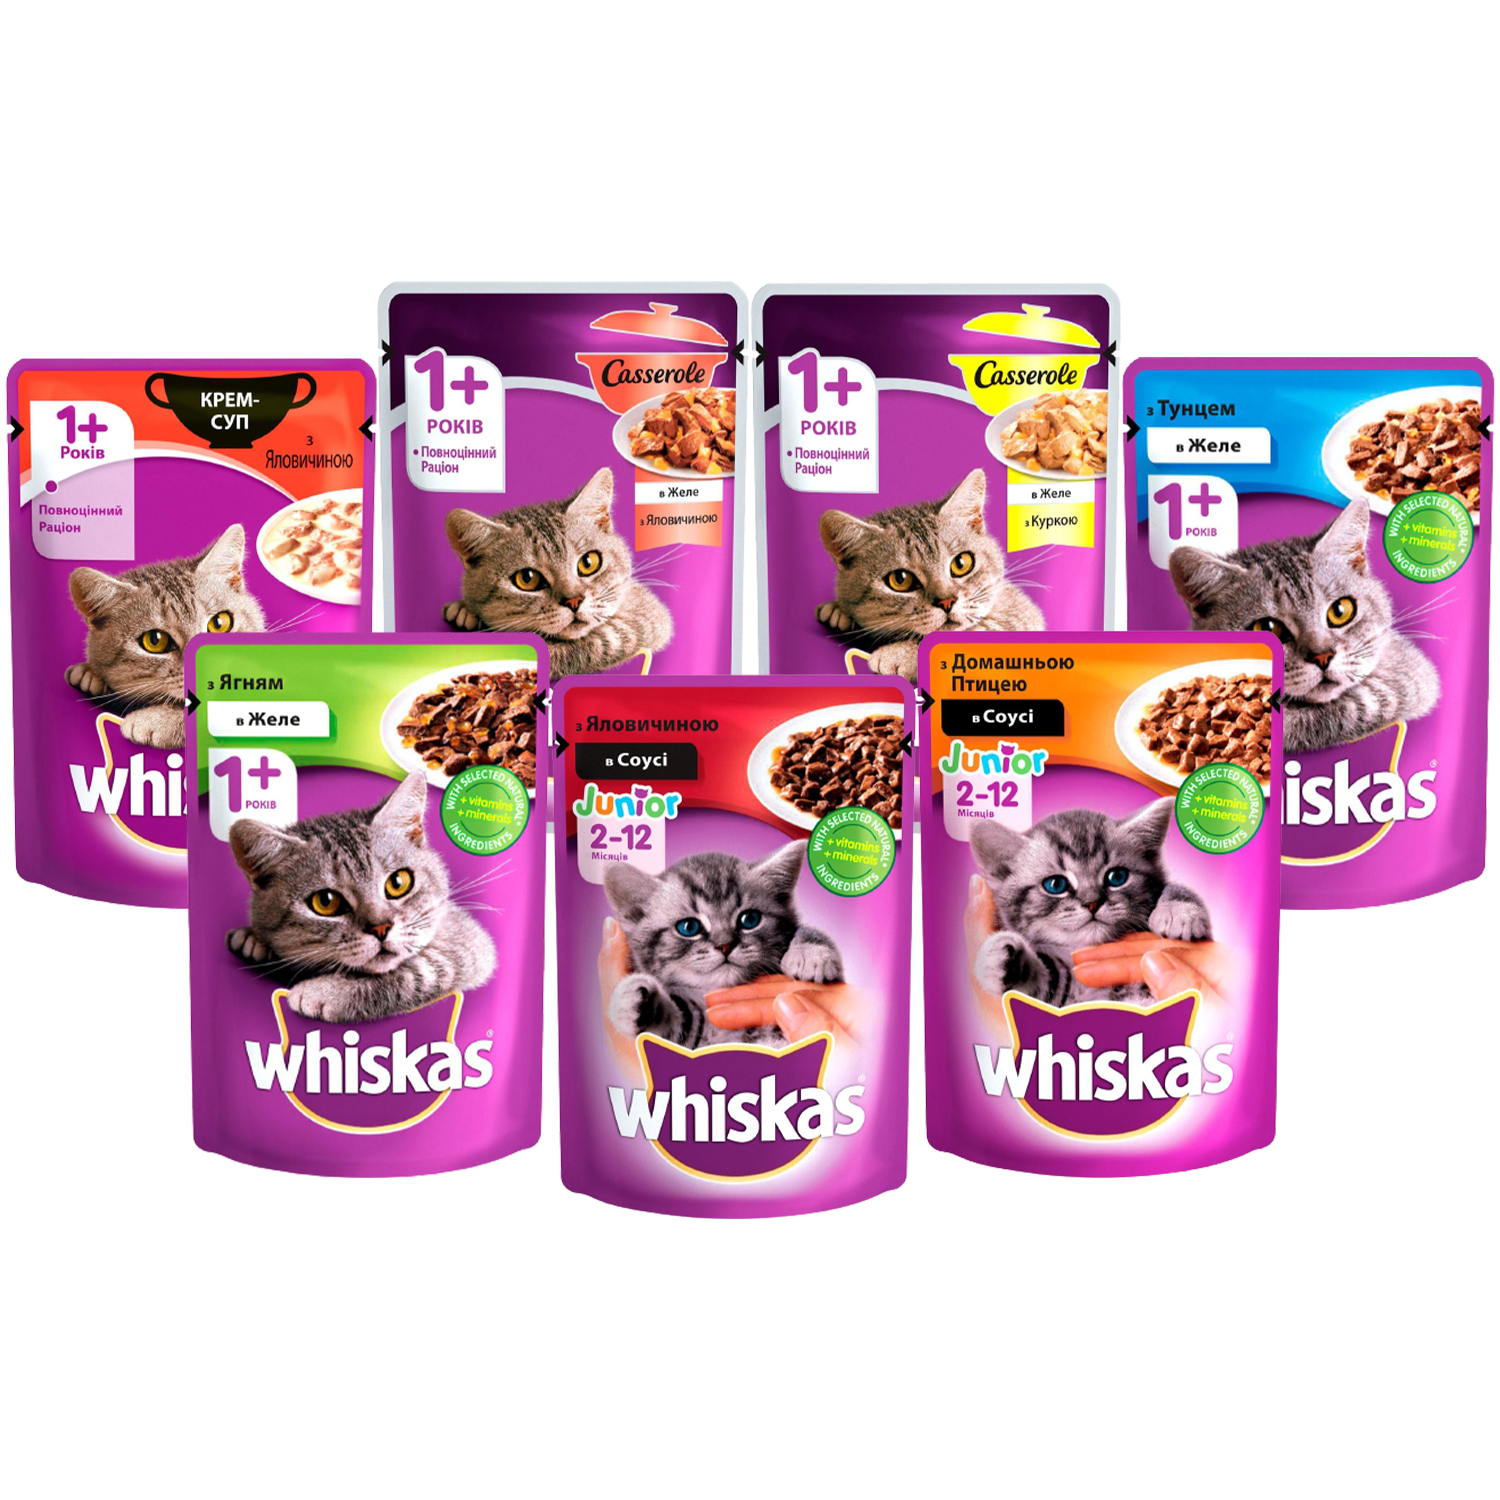 КРЕМ-
СУП
з
Яловичиною
1+
Років
Повноцінний
Раціон
whi
Casserole
1+
РОКІВ
• Повноцінний
Раціон
в Желе
з Яловичиною
Casserole
1+
РОКІВ
• Повноцінний
Раціон
в Желе
з Куркою
з Тунцем
в Желе
1+
РОКІВ
WITH SELECTED NATURAL*
+ vitamins
+ minerals
INGREDIENTS
iskas®
з Ягням
в Желе
1+
РОКІВ
WITH SELECTED NATURAL*
+ vitamins
+ minerals
INGREDIENTS
whiskas®
з Яловичиною
в Соусі
Junior
2-12
Місяців
WITH SELECTED NATURAL*
+ vitamins
+ minerals
INGREDIENTS
whiskas®
з Домашньою
Птицею
в Соусі
Junior
2-12
Місяців
WITH SELECTED NATURAL*
+ vitamins
+ minerals
INGREDIENTS
whiskas®